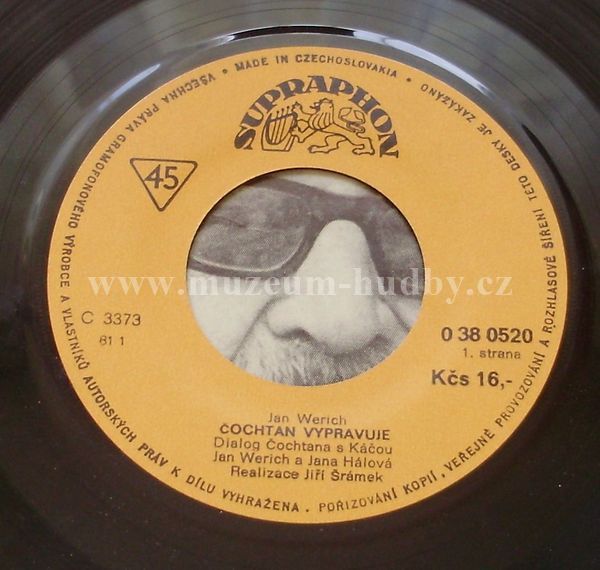 VŠECHNA PRÁVA GRAMOFONOVÉHO VÝROBCE A VLASTNÍKŮ AUTORSKÝCH PRÁV K DÍLU VYHRAŽENA. POŘIZOVÁNÍ KOPIÍ, VEŘEJNÉ PROVOZOVÁNÍ A ROZHLASOVÉ ŠÍŘENÍ TÉTO DESKY JE ZAKÁZÁNO • MADE IN CZECHOSLOVAKIA •
SUPRAPHON
45
www.muzeum-hudby.cz
C 3373
61 1
0 38 0520
1. strana
Kčs 16,-
Jan Werich
ČOCHTAN VYPRAVUJE
Dialog Čochtana s Káčou
Jan Werich a Jana Hálová
Realizace Jiří Šrámek